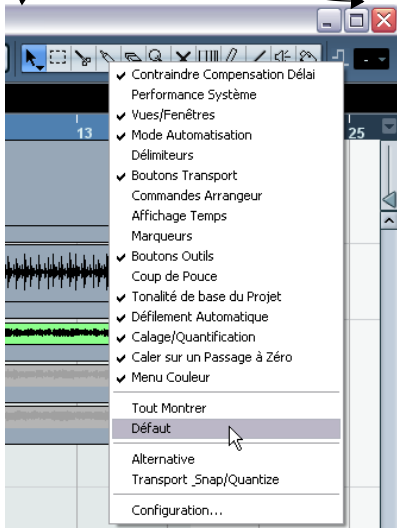 ✓ Contraindre Compensation Délai
Performance Système
✓ Vues/Fenêtres
✓ Mode Automatisation
13
25
Délimiteurs
✓ Boutons Transport
Commandes Arrangeur
Affichage Temps
Marqueurs
✓ Boutons Outils
Coup de Pouce
✓ Tonalité de base du Projet
✓ Défilement Automatique
✓ Calage/Quantification
✓ Caler sur un Passage à Zéro
✓ Menu Couleur
Tout Montrer
Défaut
Alternative
Transport _Snap/Quantize
Configuration...